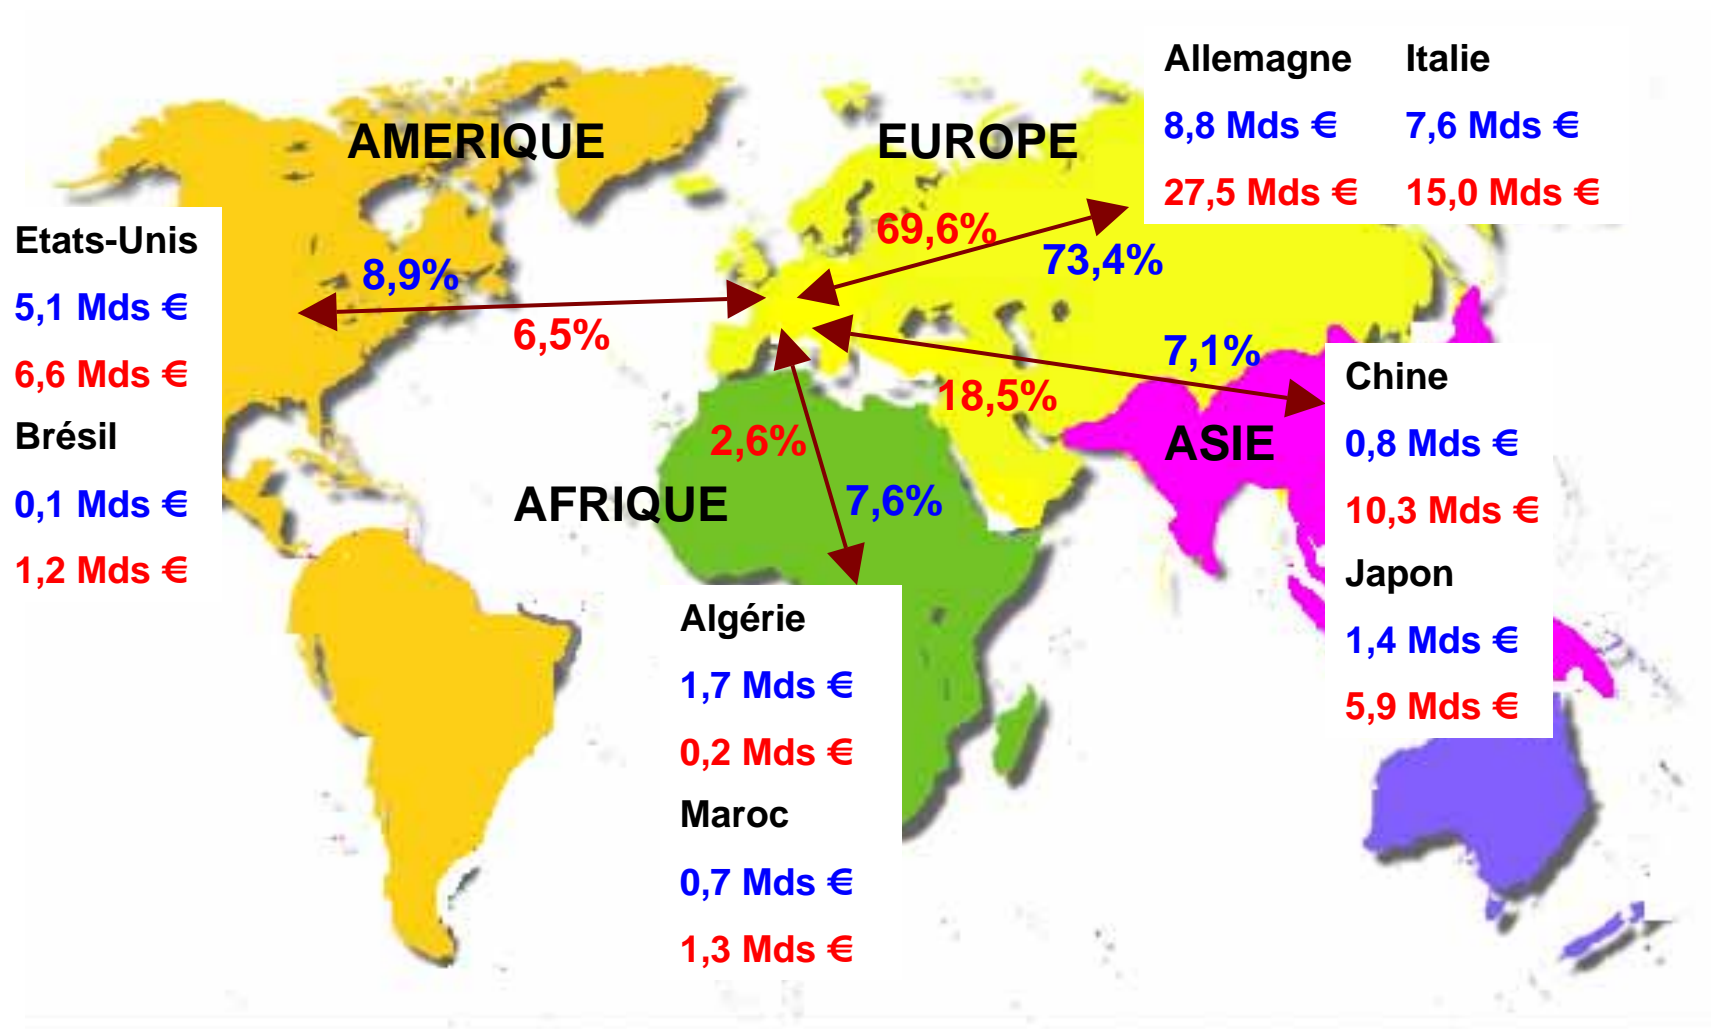 Allemagne Italie
8,8 Mds € 7,6 Mds €
27,5 Mds € 15,0 Mds €
AMERIQUE
EUROPE
69,6%
73,4%
Etats-Unis
5,1 Mds €
6,6 Mds €
Brésil
0,1 Mds €
1,2 Mds €
8,9%
6,5%
7,1%
18,5%
ASIE
Chine
0,8 Mds €
10,3 Mds €
Japon
1,4 Mds €
5,9 Mds €
2,6%
7,6%
AFRIQUE
Algérie
1,7 Mds €
0,2 Mds €
Maroc
0,7 Mds €
1,3 Mds €